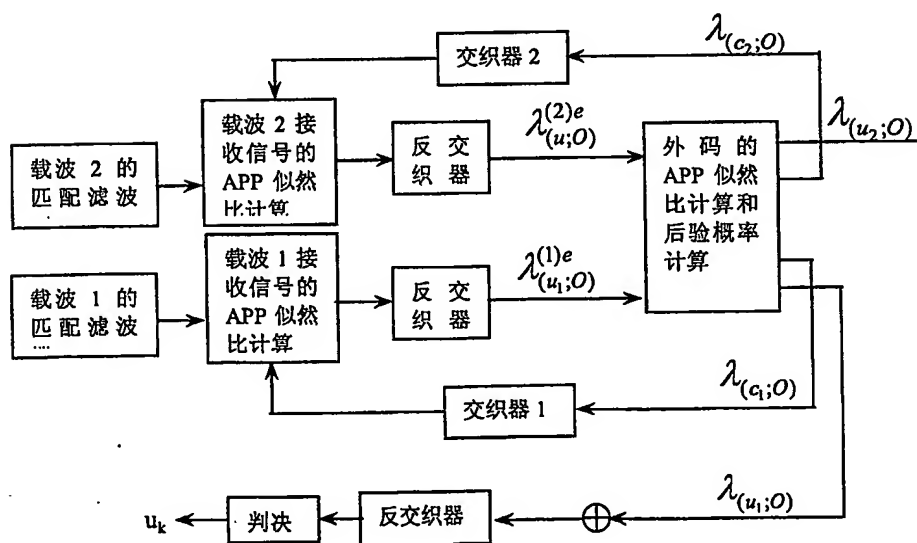 交织器 2
λ(c₂;O)
λ(u₂;O)
载波 2 的
匹配滤波
载波 2 接
收信号的
APP 似然
比计算
反交
织器
λ(u;O)^(2)e
外码的
APP 似然
比计算和
后验概率
计算
载波 1 的
匹配滤波
载波 1 接
收信号的
APP 似然
比计算
反交
织器
λ(u₁;O)^(1)e
交织器 1
λ(c₁;O)
uₖ
判决
反交织器
⊕
λ(u₁;O)